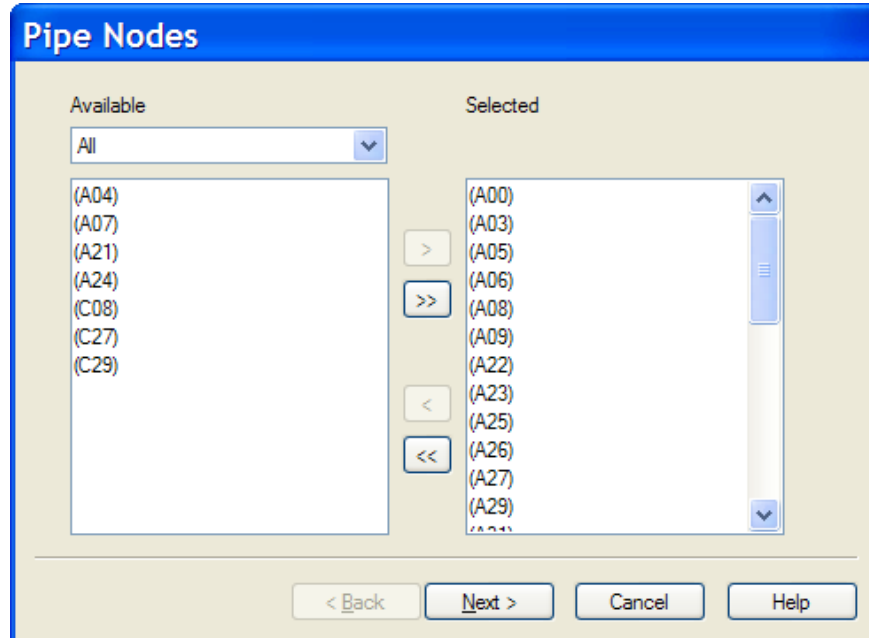 Pipe Nodes
Available
All
(A04)
(A07)
(A21)
(A24)
(C08)
(C27)
(C29)
>
>>
<
<<
Selected
(A00)
(A03)
(A05)
(A06)
(A08)
(A09)
(A22)
(A23)
(A25)
(A26)
(A27)
(A29)
< Back
Next >
Cancel
Help